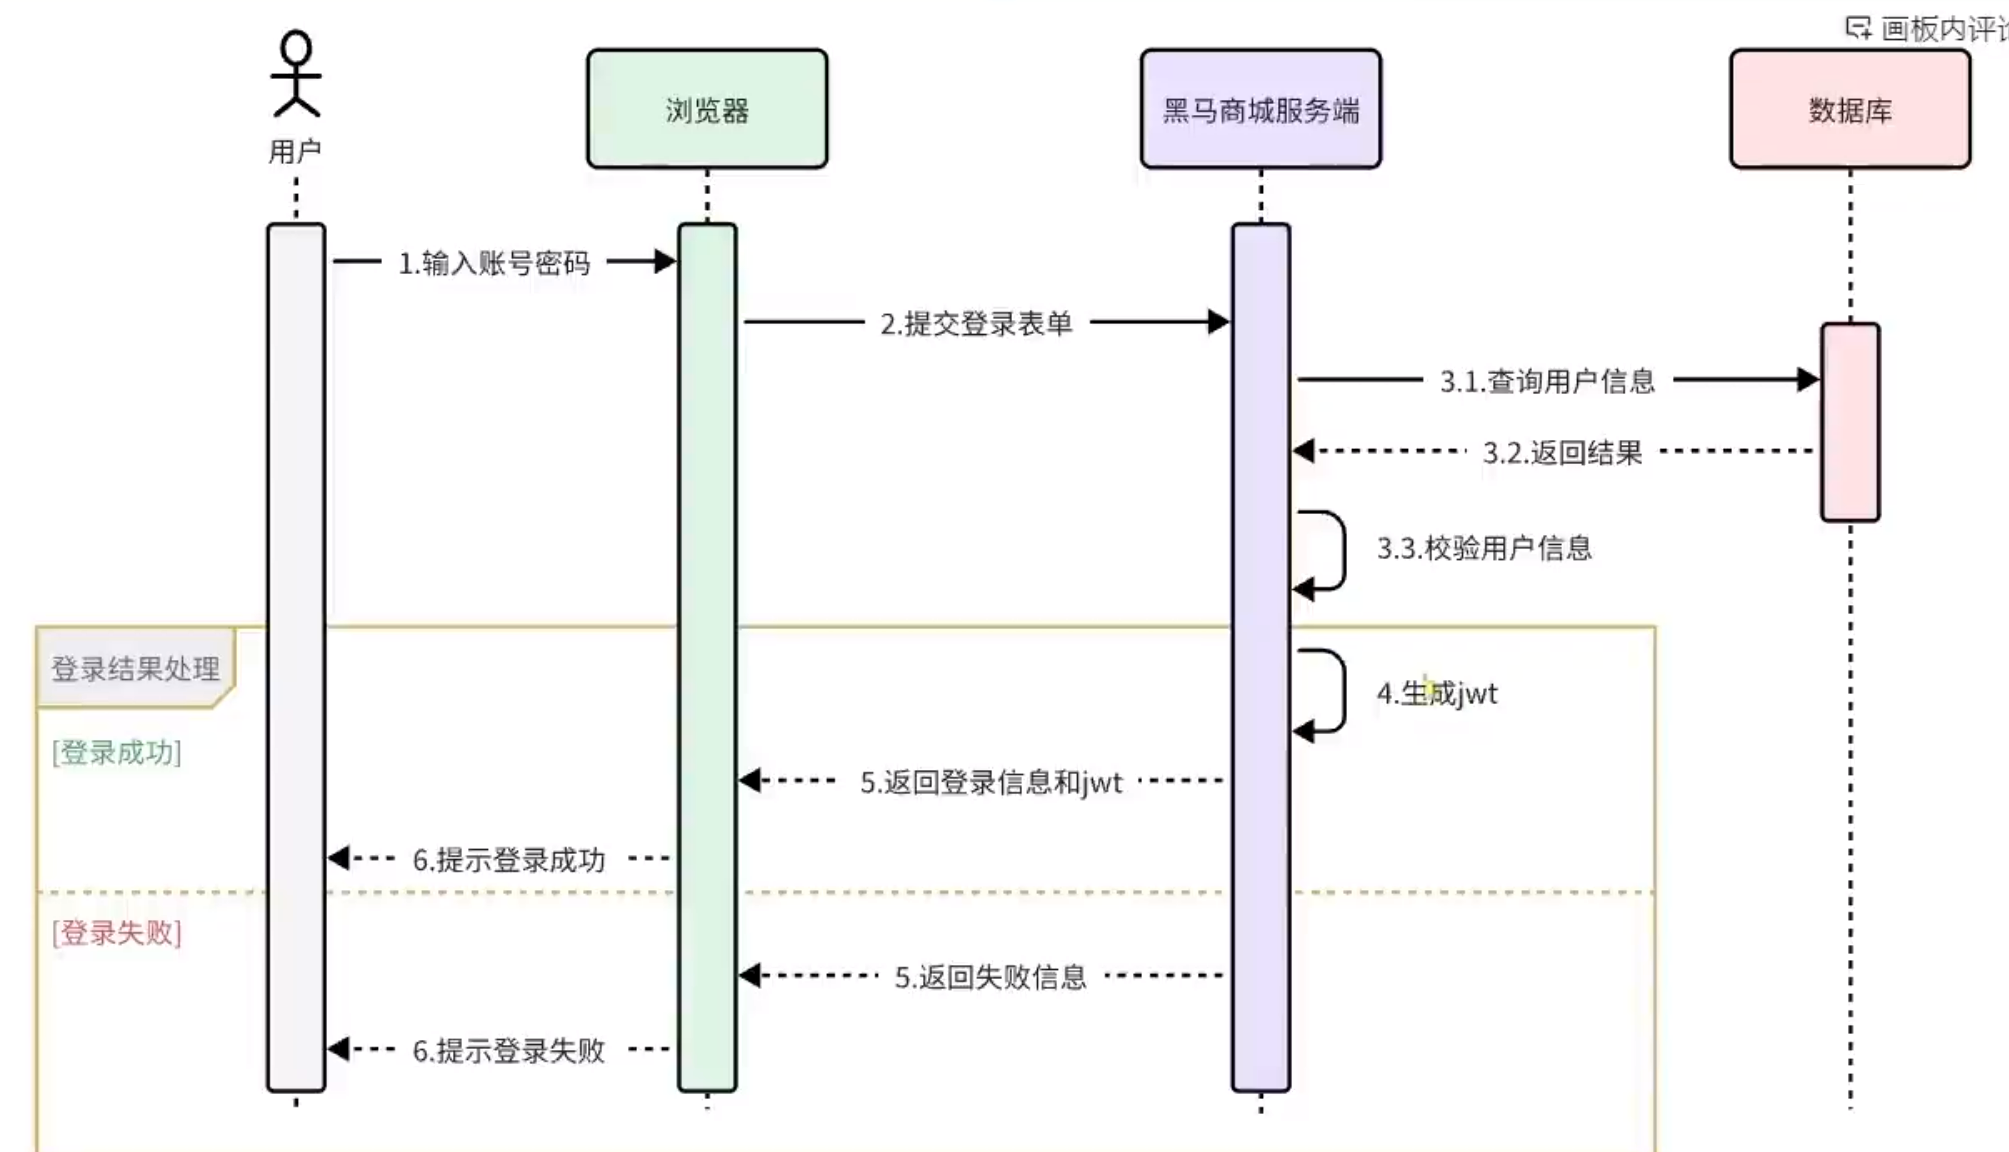 画板内评论
用户
浏览器
黑马商城服务端
数据库
1.输入账号密码
2.提交登录表单
3.1.查询用户信息
3.2.返回结果
3.3.校验用户信息
登录结果处理
4.生成jwt
[登录成功]
5.返回登录信息和jwt
6.提示登录成功
[登录失败]
5.返回失败信息
6.提示登录失败